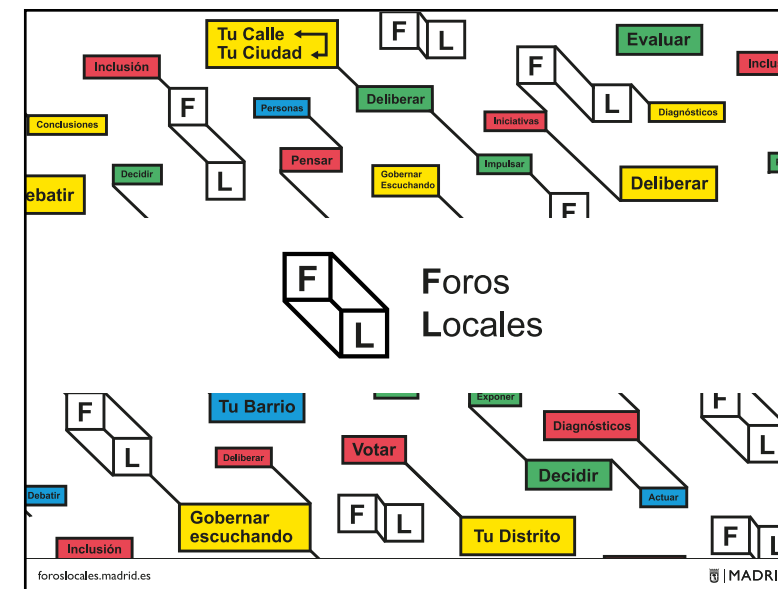 Tu Calle
Tu Ciudad
F L
Evaluar
Inclusión
F
L
Inclu
Personas
Deliberar
F
L
Diagnósticos
Conclusiones
Iniciativas
Decidir
Pensar
Impulsar
Gobernar
Escuchando
ebatir
Deliberar
F
F
L
Foros
Locales
F
L
Tu Barrio
Exponer
F
L
Diagnósticos
Votar
Deliberar
Decidir
Debatir
Actuar
Gobernar
escuchando
F L
Tu Distrito
F L
Inclusión
foroslocales.madrid.es
MADRI